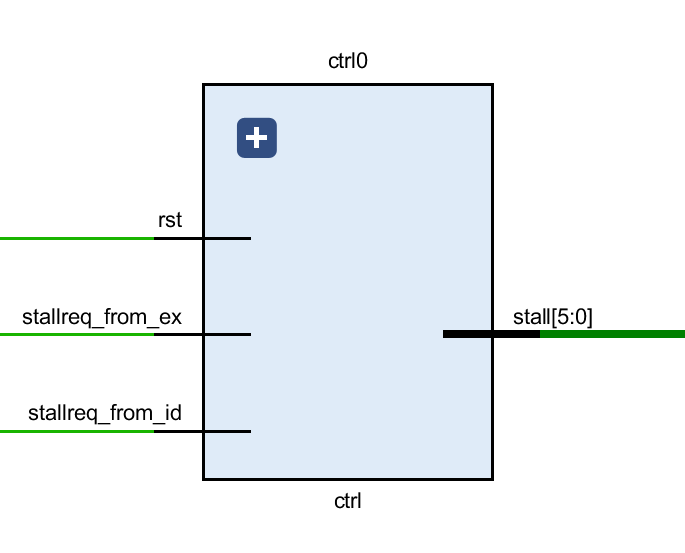 ctrl0
rst
stallreq_from_ex
stall[5:0]
stallreq_from_id
ctrl